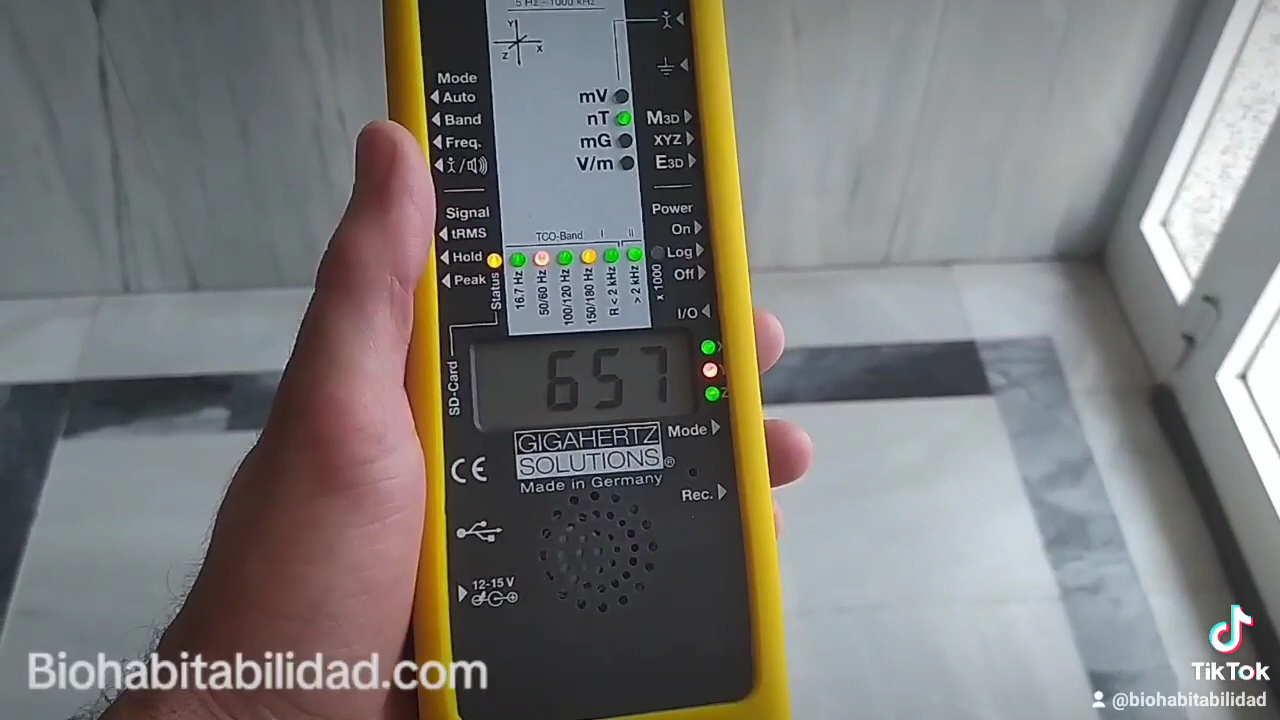 5 Hz - 1000 kHz
Y
X
Z
Mode
Auto
Band
Freq.
mV
nT
mG
V/m
M3D
XYZ
E3D
Signal
tRMS
Hold
Peak
Status
TCO-Band I II
16.7 Hz
50/60 Hz
100/120 Hz
150/180 Hz
R < 2 kHz
> 2 kHz
x 1000
Power
On
Log
Off
I/O
SD-Card
657
Z
GIGAHERTZ
SOLUTIONS®
Made in Germany
CE
Mode
Rec.
12-15 V
Biohabitabilidad.com
TikTok
@biohabitabilidad